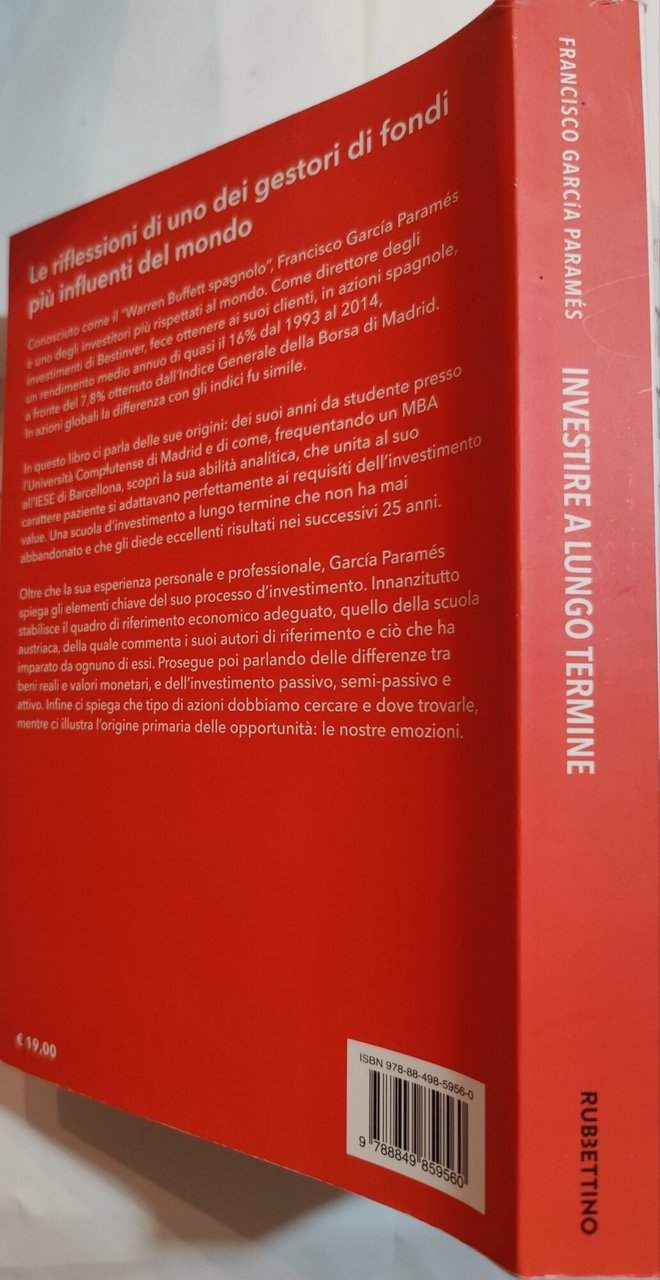 Le riflessioni di uno dei gestori di fondi
più influenti del mondo
Conosciuto come il "Warren Buffett spagnolo", Francisco García Paramés
è uno degli investitori più rispettati al mondo. Come direttore degli
investimenti di Bestinver, fece ottenere ai suoi clienti, in azioni spagnole,
un rendimento medio annuo di quasi il 16% dal 1993 al 2014,
a fronte del 7,8% ottenuto dall'Indice Generale della Borsa di Madrid.
In azioni globali la differenza con gli indici fu simile.
In questo libro ci parla delle sue origini: dei suoi anni da studente presso
l'Università Complutense di Madrid e di come, frequentando un MBA
all'IESE di Barcellona, scoprì la sua abilità analitica, che unita al suo
carattere paziente si adattavano perfettamente ai requisiti dell'investimento
value. Una scuola d'investimento a lungo termine che non ha mai
abbandonato e che gli diede eccellenti risultati nei successivi 25 anni.
Oltre che la sua esperienza personale e professionale, García Paramés
spiega gli elementi chiave del suo processo d'investimento. Innanzitutto
stabilisce il quadro di riferimento economico adeguato, quello della scuola
austriaca, della quale commenta i suoi autori di riferimento e ciò che ha
imparato da ognuno di essi. Prosegue poi parlando delle differenze tra
beni reali e valori monetari, e dell'investimento passivo, semi-passivo e
attivo. Infine ci spiega che tipo di azioni dobbiamo cercare e dove trovarle,
mentre ci illustra l'origine primaria delle opportunità: le nostre emozioni.
€ 19,00
ISBN 978-88-498-5956-0
9 788849 859560
FRANCISCO GARCÍA PARAMÉS
INVESTIRE A LUNGO TERMINE
RUBBETTINO